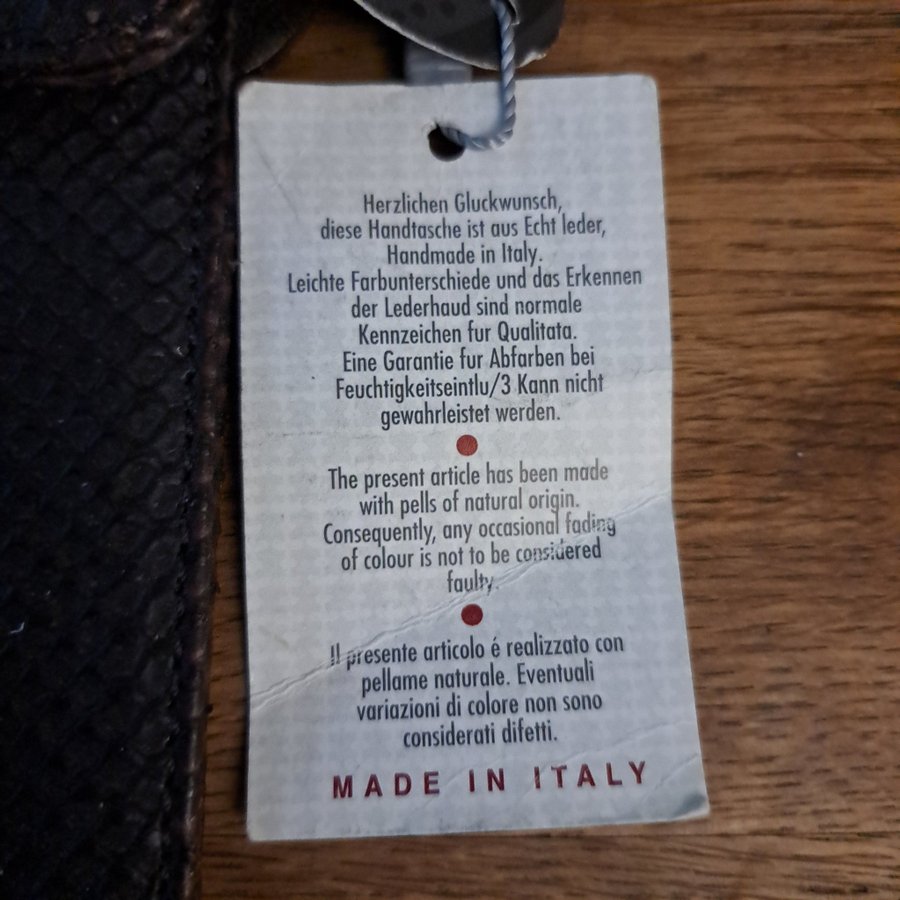 Herzlichen Gluckwunsch,
diese Handtasche ist aus Echt leder,
Handmade in Italy.
Leichte Farbunterschiede und das Erkennen
der Lederhaud sind normale
Kennzeichen fur Qualitata.
Eine Garantie fur Abfarben bei
Feuchtigkeitseintlu/3 Kann nicht
gewahrleistet werden.
The present article has been made
with pells of natural origin.
Consequently, any occasional fading
of colour is not to be considered
faulty.
Il presente articolo é realizzato con
pellame naturale. Eventuali
variazioni di colore non sono
considerati difetti.
MADE IN ITALY